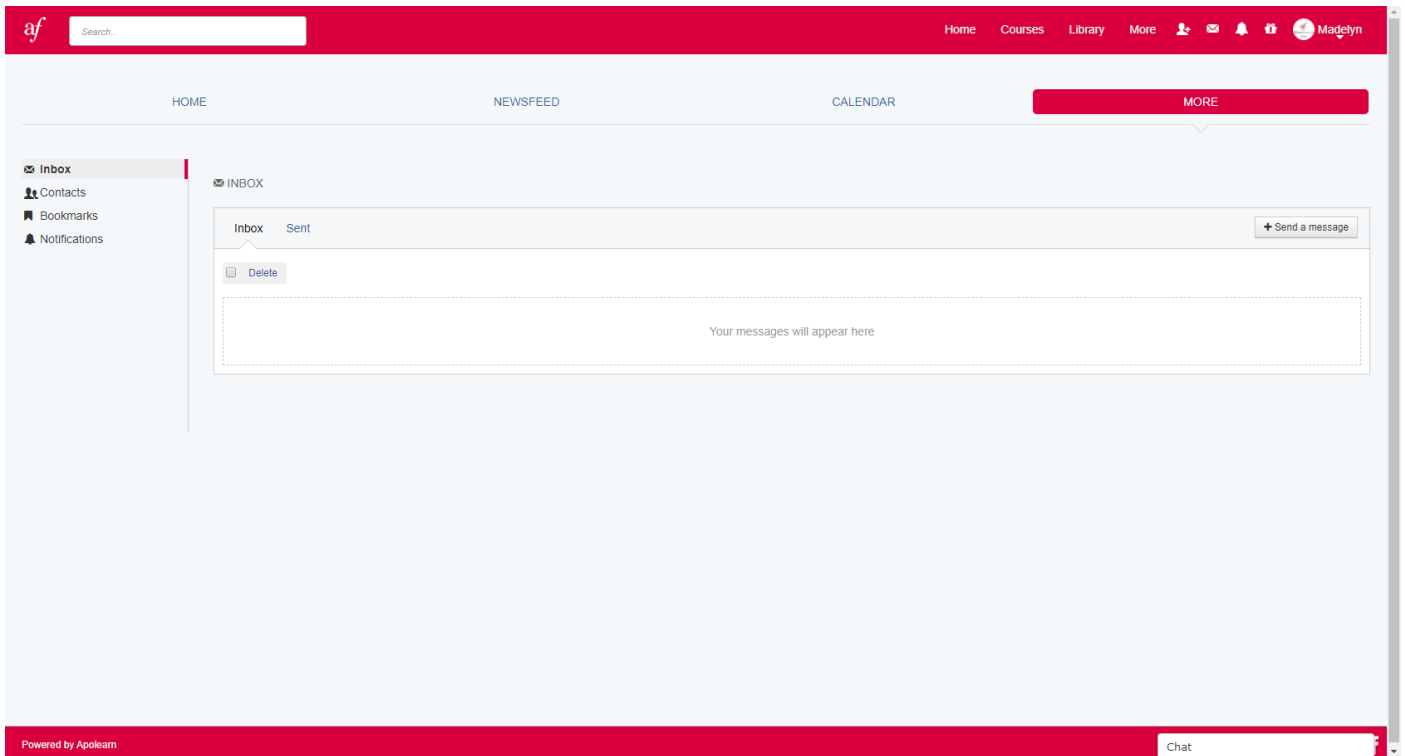 af Search... Home Courses Library More Madelyn
HOME NEWSFEED CALENDAR MORE
Inbox
Contacts
Bookmarks
Notifications
INBOX
Inbox Sent + Send a message
Delete
Your messages will appear here
Powered by Apolearn
Chat